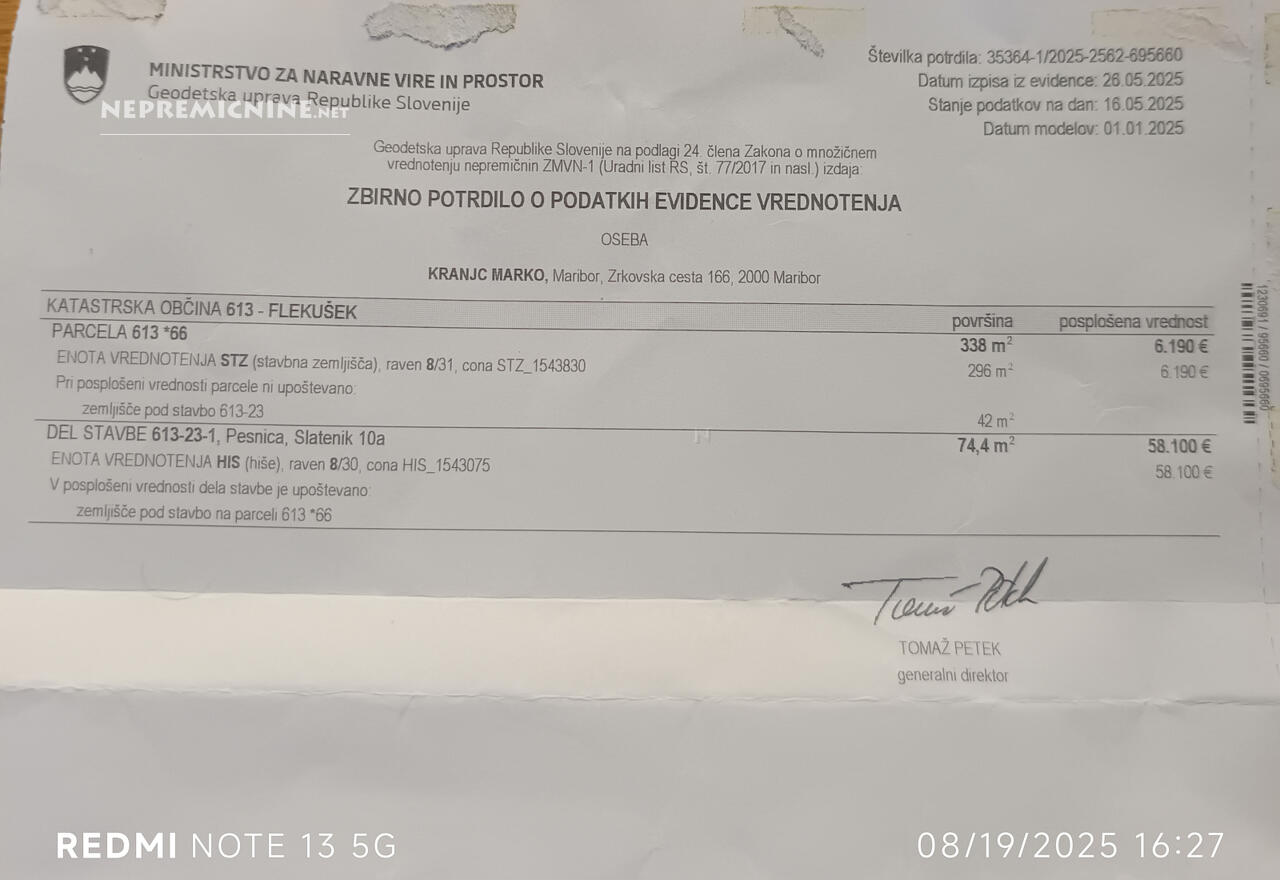 MINISTRSTVO ZA NARAVNE VIRE IN PROSTOR
Geodetska uprava Republike Slovenije
NEPREMICNINE.NET
Številka potrdila: 35364-1/2025-2562-695660
Datum izpisa iz evidence: 26.05.2025
Stanje podatkov na dan: 16.05.2025
Datum modelov: 01.01.2025
Geodetska uprava Republike Slovenije na podlagi 24. člena Zakona o množičnem
vrednotenju nepremičnin ZMVN-1 (Uradni list RS, št. 77/2017 in nasl.) izdaja:
ZBIRNO POTRDILO O PODATKIH EVIDENCE VREDNOTENJA
OSEBA
KRANJC MARKO, Maribor, Zrkovska cesta 166, 2000 Maribor
KATASTRSKA OBČINA 613 - FLEKUŠEK površina posplošena vrednost
PARCELA 613 *66 338 m² 6.190 €
ENOTA VREDNOTENJA STZ (stavbna zemljišča), raven 8/31, cona STZ_1543830 296 m² 6.190 €
Pri posplošeni vrednosti parcele ni upoštevano:
zemljišče pod stavbo 613-23 42 m²
DEL STAVBE 613-23-1, Pesnica, Slatenik 10a 74,4 m² 58.100 €
ENOTA VREDNOTENJA HIS (hiše), raven 8/30, cona HIS_1543075 58.100 €
V posplošeni vrednosti dela stavbe je upoštevano:
zemljišče pod stavbo na parceli 613 *66
1230691 / 95660 / 0695660
N
TOMAŽ PETEK
generalni direktor
REDMI NOTE 13 5G
08/19/2025 16:27